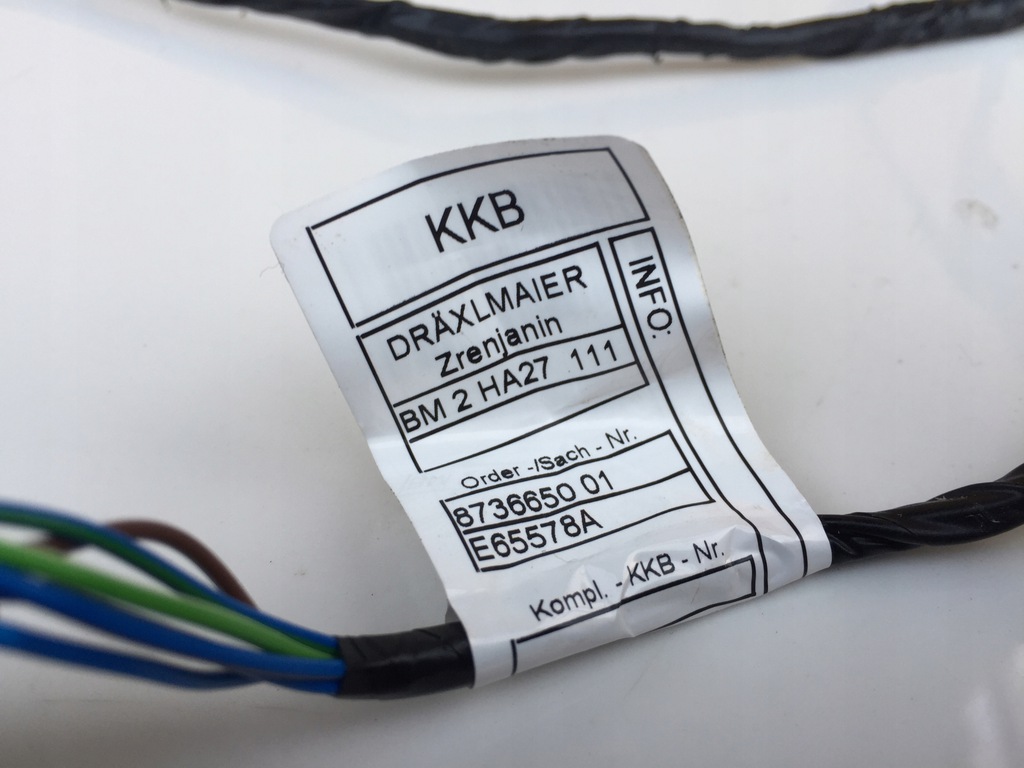 KKB
DRÄXLMAIER
Zrenjanin
BM 2 HA27 111
INFO:
Order -/Sach - Nr.
8736650 01
E65578A
Kompl. - KKB - Nr.